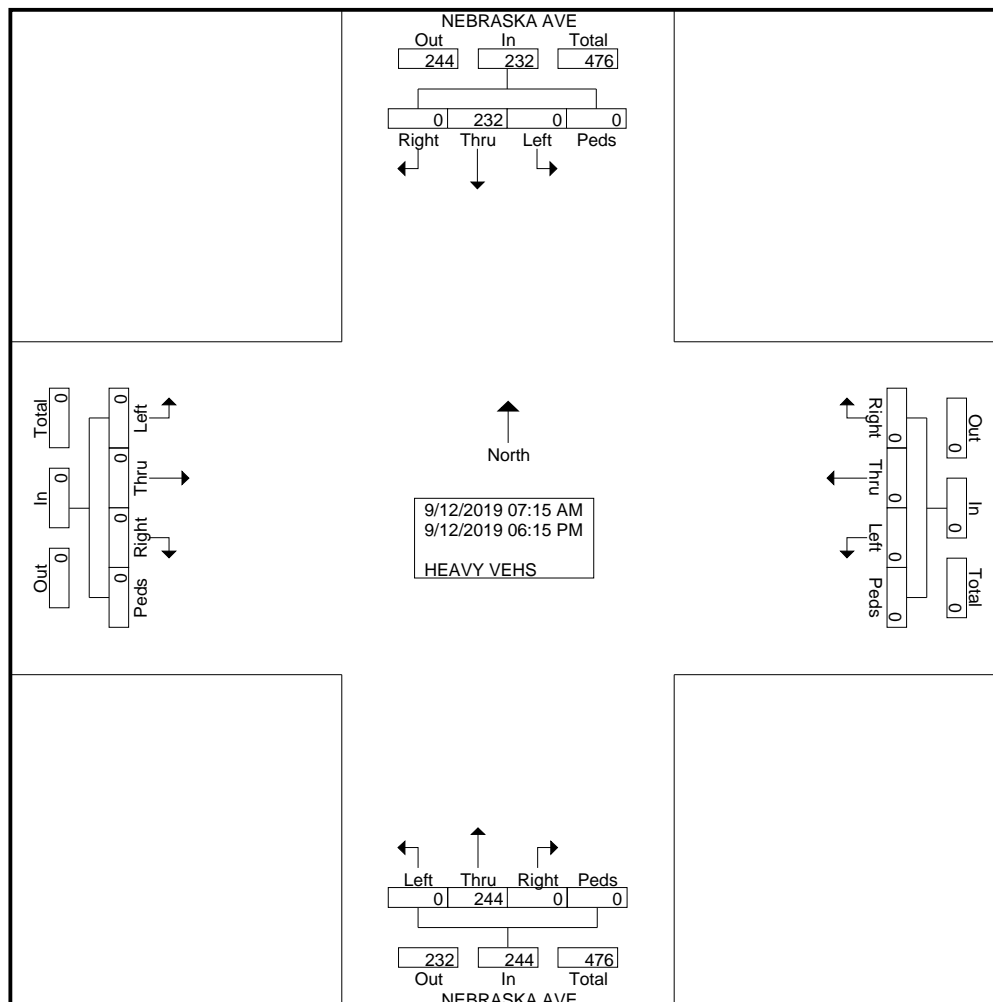 NEBRASKA AVE
Out In Total
244 232 476
0 232 0 0
Right Thru Left Peds
Total In Out
0 0 0
0 0 0 0
Left Thru Right Peds
North
9/12/2019 07:15 AM
9/12/2019 06:15 PM
HEAVY VEHS
Right Thru Left Peds
0 0 0 0
Out In Total
0 0 0
Left Thru Right Peds
0 244 0 0
232 244 476
Out In Total
NEBRASKA AVE